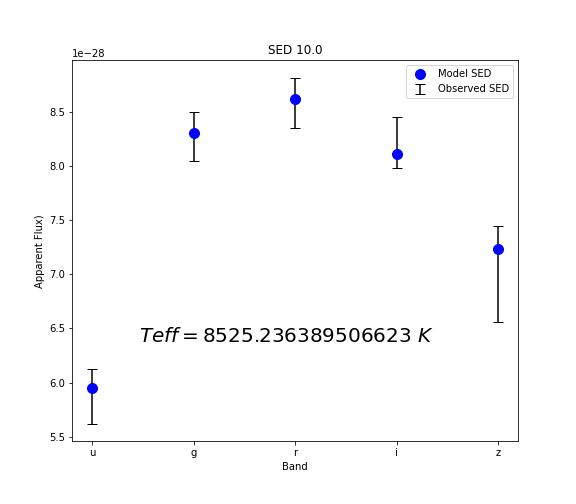 SED 10.0
1e−28
Model SED
Observed SED
8.5
8.0
7.5
7.0
6.5
6.0
5.5
Apparent Flux)
Teff = 8525.236389506623 K
u g r i z
Band